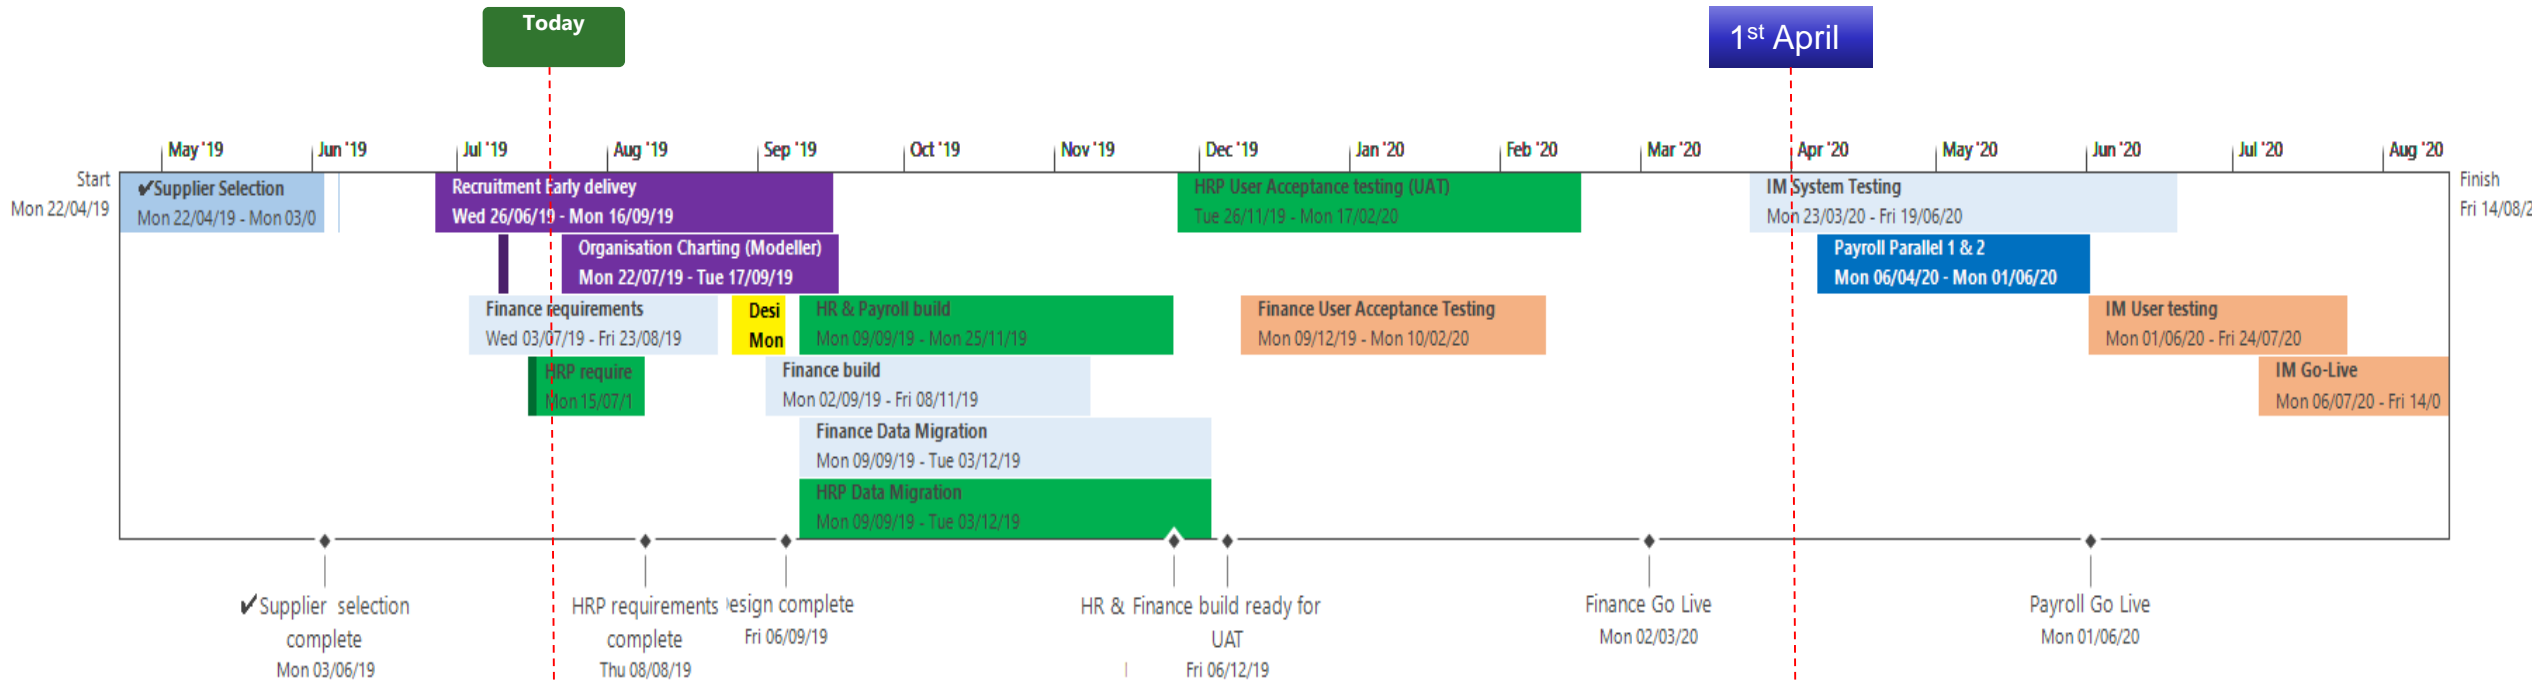 Today
1st April
May '19
Jun '19
Jul '19
Aug '19
Sep '19
Oct '19
Nov '19
Dec '19
Jan '20
Feb '20
Mar '20
Apr '20
May '20
Jun '20
Jul '20
Aug '20
Start
Mon 22/04/19
Finish
Fri 14/08/2
✔Supplier Selection
Mon 22/04/19 - Mon 03/0
Recruitment Early delivey
Wed 26/06/19 - Mon 16/09/19
HRP User Acceptance testing (UAT)
Tue 26/11/19 - Mon 17/02/20
IM System Testing
Mon 23/03/20 - Fri 19/06/20
Organisation Charting (Modeller)
Mon 22/07/19 - Tue 17/09/19
Payroll Parallel 1 & 2
Mon 06/04/20 - Mon 01/06/20
Finance requirements
Wed 03/07/19 - Fri 23/08/19
Desi
Mon
HR & Payroll build
Mon 09/09/19 - Mon 25/11/19
Finance User Acceptance Testing
Mon 09/12/19 - Mon 10/02/20
IM User testing
Mon 01/06/20 - Fri 24/07/20
HRP require
Mon 15/07/1
Finance build
Mon 02/09/19 - Fri 08/11/19
IM Go-Live
Mon 06/07/20 - Fri 14/0
Finance Data Migration
Mon 09/09/19 - Tue 03/12/19
HRP Data Migration
Mon 09/09/19 - Tue 03/12/19
✔Supplier selection
complete
Mon 03/06/19
HRP requirements
complete
Thu 08/08/19
esign complete
Fri 06/09/19
HR &
Finance build ready for
UAT
Fri 06/12/19
Finance Go Live
Mon 02/03/20
Payroll Go Live
Mon 01/06/20